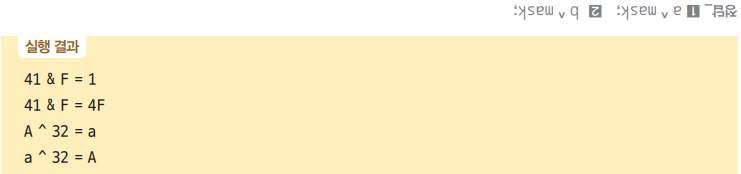 정답_ 1 a ^ mask; 2 b ^ mask;
실행 결과
41 & F = 1
41 & F = 4F
A ^ 32 = a
a ^ 32 = A